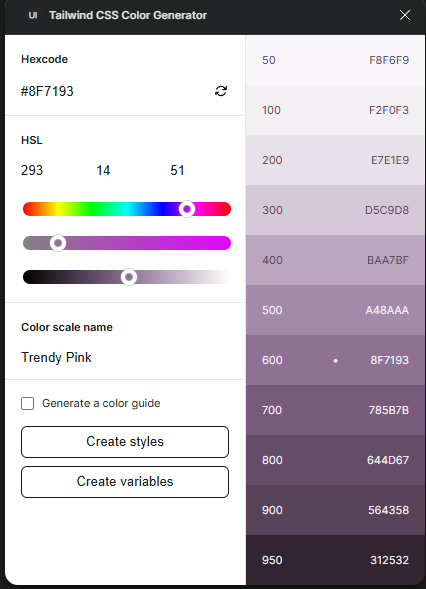 UI Tailwind CSS Color Generator
Hexcode
#8F7193
HSL
293 14 51
Color scale name
Trendy Pink
Generate a color guide
Create styles
Create variables
50 F8F6F9
100 F2F0F3
200 E7E1E9
300 D5C9D8
400 BAA7BF
500 A48AAA
600 8F7193
700 785B7B
800 644D67
900 564358
950 312532